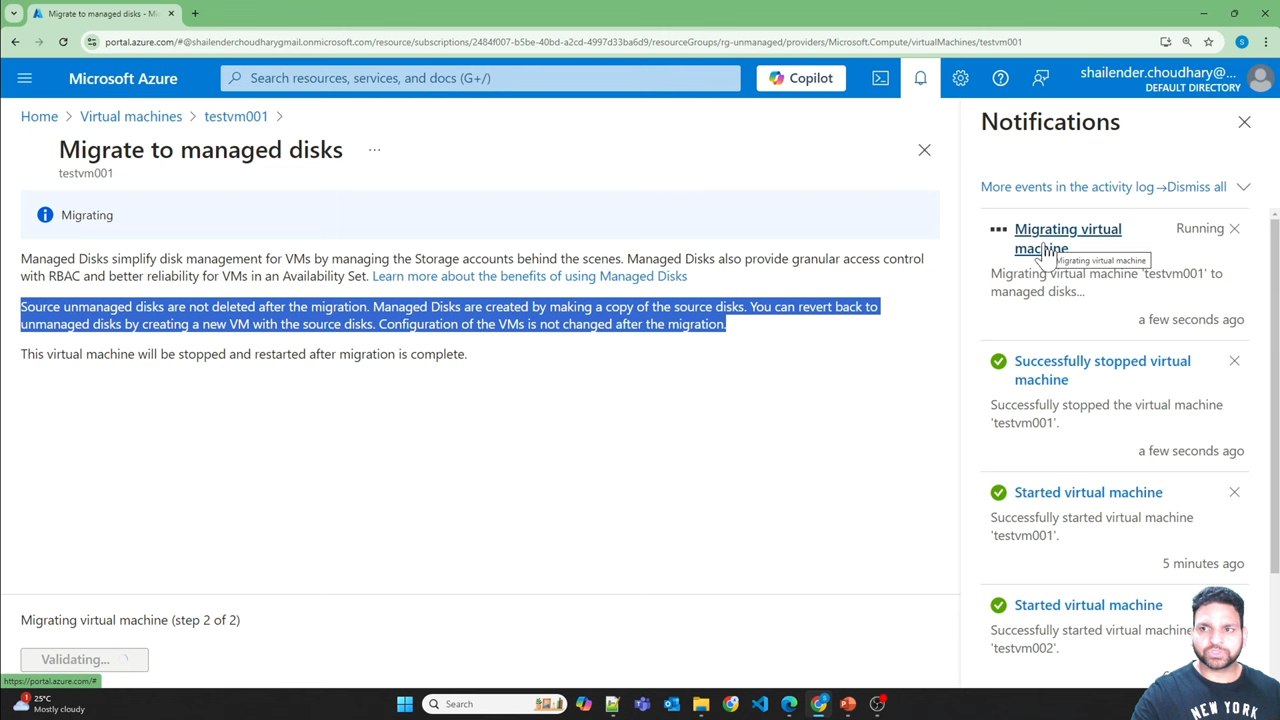 Migrate to managed disks - Mi
portal.azure.com/#@shailenderchoudharygmail.onmicrosoft.com/resource/subscriptions/2484f007-b5be-40bd-a2cd-4997d33ba6d9/resourceGroups/rg-unmanaged/providers/Microsoft.Compute/virtualMachines/testvm001
S
Microsoft Azure
Search resources, services, and docs (G+/)
Copilot
shailender.choudhary@...
DEFAULT DIRECTORY
Home > Virtual machines > testvm001 >
Migrate to managed disks ...
testvm001
Migrating
Managed Disks simplify disk management for VMs by managing the Storage accounts behind the scenes. Managed Disks also provide granular access control
with RBAC and better reliability for VMs in an Availability Set. Learn more about the benefits of using Managed Disks
Source unmanaged disks are not deleted after the migration. Managed Disks are created by making a copy of the source disks. You can revert back to
unmanaged disks by creating a new VM with the source disks. Configuration of the VMs is not changed after the migration.
This virtual machine will be stopped and restarted after migration is complete.
Migrating virtual machine (step 2 of 2)
Validating...
https://portal.azure.com/#
Notifications
More events in the activity log→ Dismiss all
Migrating virtual
machine
Running
Migrating virtual machine
Migrating virtual machine 'testvm001' to
managed disks...
a few seconds ago
Successfully stopped virtual
machine
Successfully stopped the virtual machine
'testvm001'.
a few seconds ago
Started virtual machine
Successfully started virtual machine
'testvm001'.
5 minutes ago
Started virtual machine
Successfully started virtual machine
'testvm002'.
NEW YORK
1
25°C
Mostly cloudy
Search